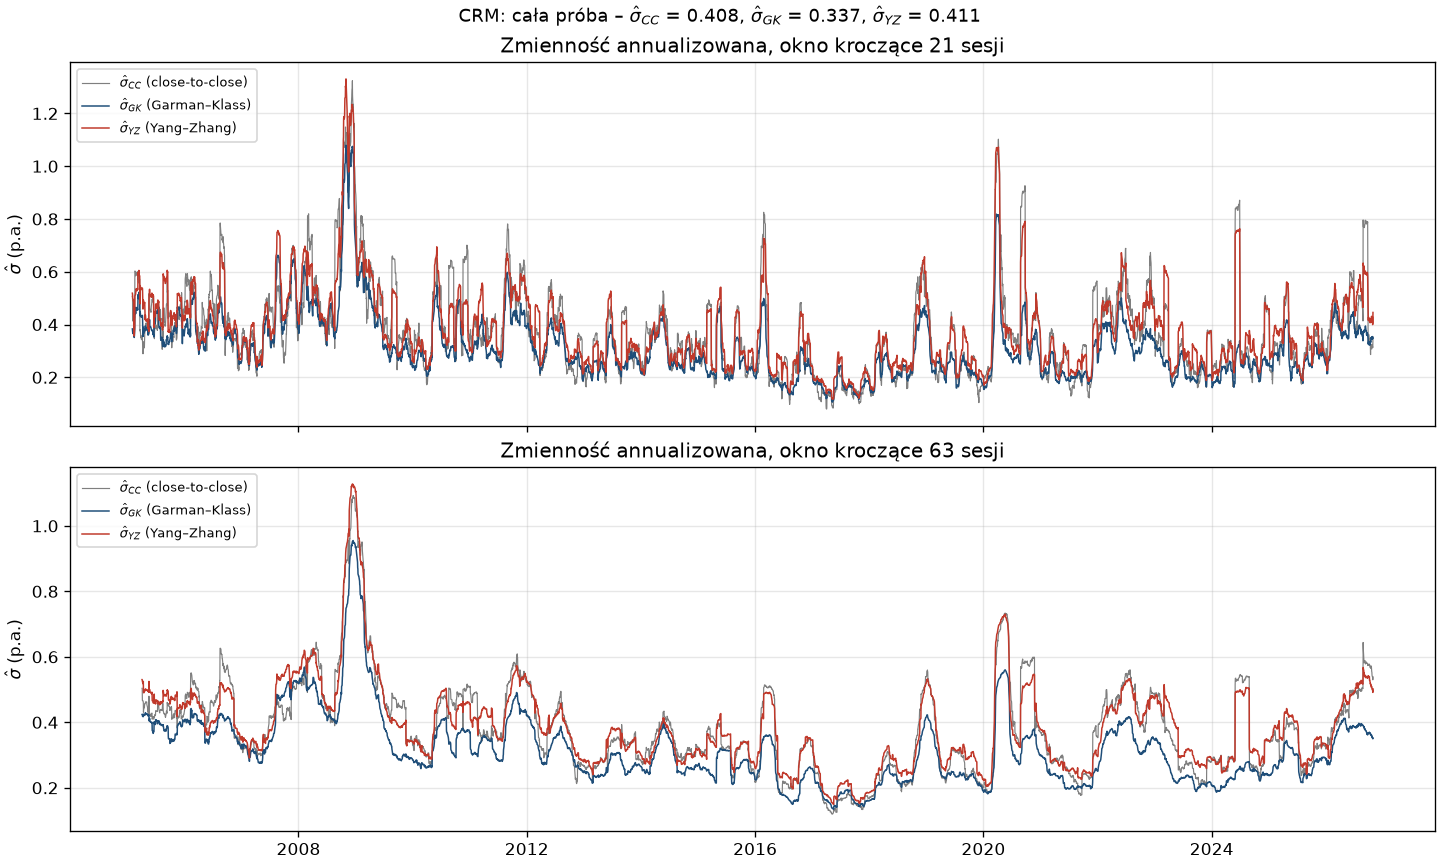 CRM: cała próba – σ̂CC = 0.408, σ̂GK = 0.337, σ̂YZ = 0.411
Zmienność annualizowana, okno kroczące 21 sesji
σ̂CC (close-to-close)
σ̂GK (Garman–Klass)
σ̂YZ (Yang–Zhang)
σ̂ (p.a.)
1.2
1.0
0.8
0.6
0.4
0.2
Zmienność annualizowana, okno kroczące 63 sesji
σ̂CC (close-to-close)
σ̂GK (Garman–Klass)
σ̂YZ (Yang–Zhang)
σ̂ (p.a.)
1.0
0.8
0.6
0.4
0.2
2008 2012 2016 2020 2024